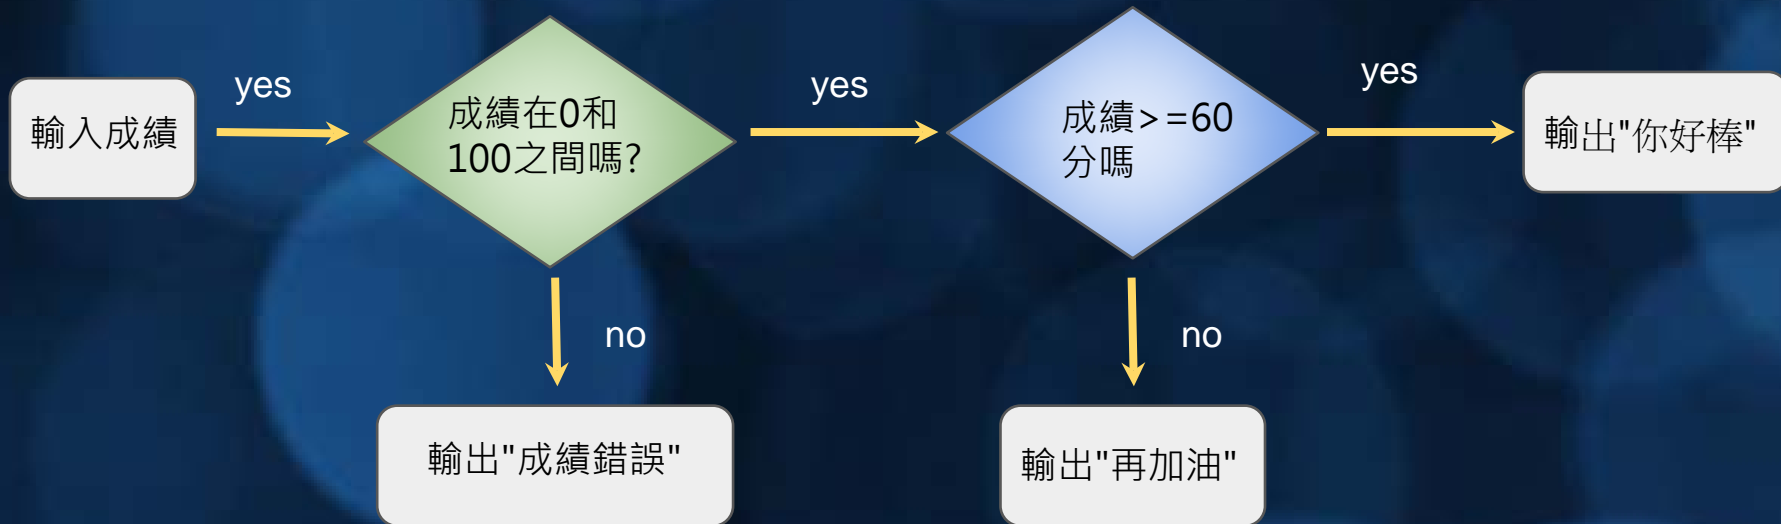 輸入成績
yes
成績在0和
100之間嗎?
yes
成績>=60
分嗎
yes
輸出"你好棒"
no
輸出"成績錯誤"
no
輸出"再加油"